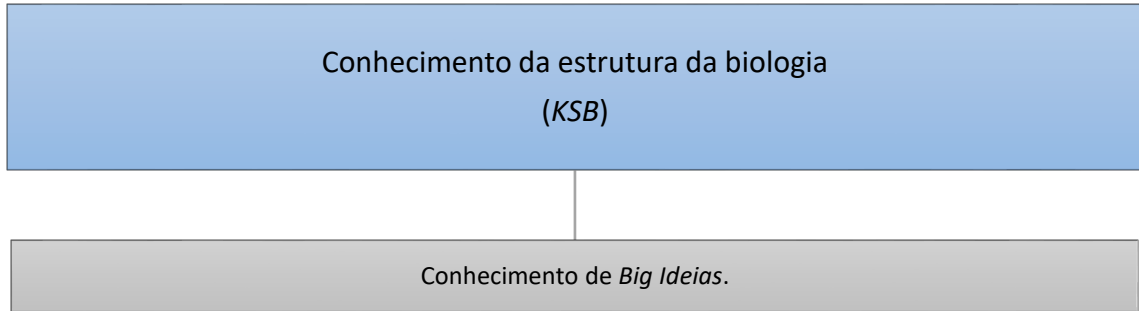 Conhecimento da estrutura da biologia
(KSB)
Conhecimento de Big Ideias.